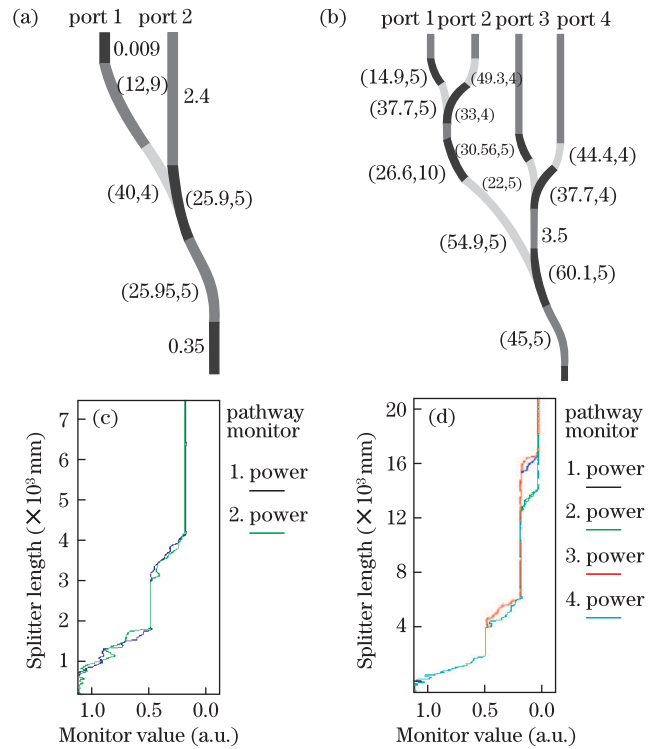 (a) port 1 port 2
0.009
(12,9)
2.4
(40,4) (25.9,5)
(25.95,5)
0.35
(b) port 1 port 2 port 3 port 4
(14.9,5) (49.3,4)
(37.7,5) (33,4)
(30.56,5) (44.4,4)
(26.6,10) (22,5) (37.7,4)
(54.9,5) 3.5
(60.1,5)
(45,5)
(c)
Splitter length (×10³ mm)
7
6
5
4
3
2
1
1.0 0.5 0.0
Monitor value (a.u.)
pathway
monitor
1. power
2. power
(d)
Splitter length (×10³ mm)
20
16
12
8
4
1.0 0.5 0.0
Monitor value (a.u.)
pathway
monitor
1. power
2. power
3. power
4. power